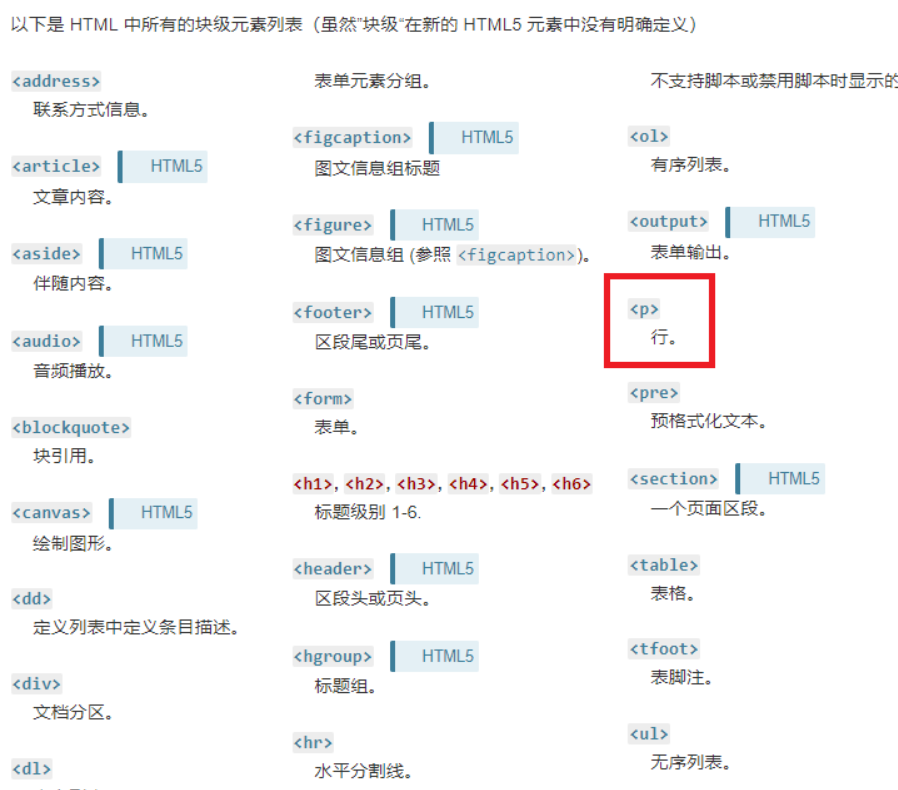 以下是 HTML 中所有的块级元素列表（虽然”块级“在新的 HTML5 元素中没有明确定义）
<address>
联系方式信息。
<article> HTML5
文章内容。
<aside> HTML5
伴随内容。
<audio> HTML5
音频播放。
<blockquote>
块引用。
<canvas> HTML5
绘制图形。
<dd>
定义列表中定义条目描述。
<div>
文档分区。
<dl>
表单元素分组。
<figcaption> HTML5
图文信息组标题
<figure> HTML5
图文信息组 (参照 <figcaption>)。
<footer> HTML5
区段尾或页尾。
<form>
表单。
<h1>, <h2>, <h3>, <h4>, <h5>, <h6>
标题级别 1-6.
<header> HTML5
区段头或页头。
<hgroup> HTML5
标题组。
<hr>
水平分割线。
不支持脚本或禁用脚本时显示的
<ol>
有序列表。
<output> HTML5
表单输出。
<p>
行。
<pre>
预格式化文本。
<section> HTML5
一个页面区段。
<table>
表格。
<tfoot>
表脚注。
<ul>
无序列表。